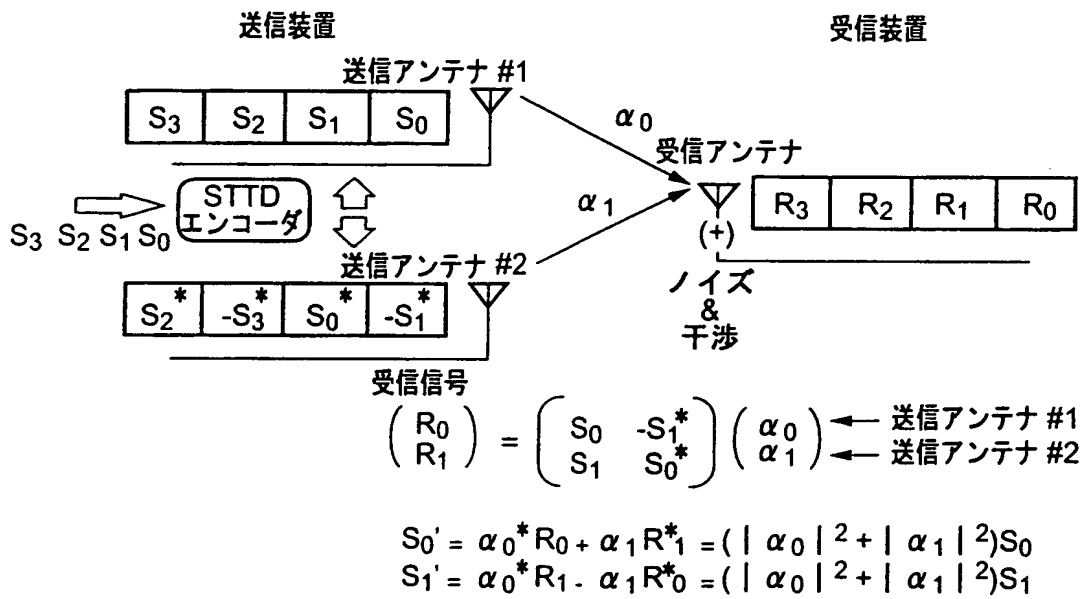 送信装置
受信装置
送信アンテナ #1
S3 S2 S1 S0
α0
受信アンテナ
STTD
エンコーダ
S3 S2 S1 S0
α1
R3 R2 R1 R0
(+)
送信アンテナ #2
ノイズ
&
干渉
S2* -S3* S0* -S1*
受信信号
(R0 R1) = (S0 -S1* S1 S0*) (α0 α1)
送信アンテナ #1
送信アンテナ #2
S0' = α0*R0 + α1R*1 = (|α0|2 + |α1|2)S0
S1' = α0*R1 - α1R*0 = (|α0|2 + |α1|2)S1